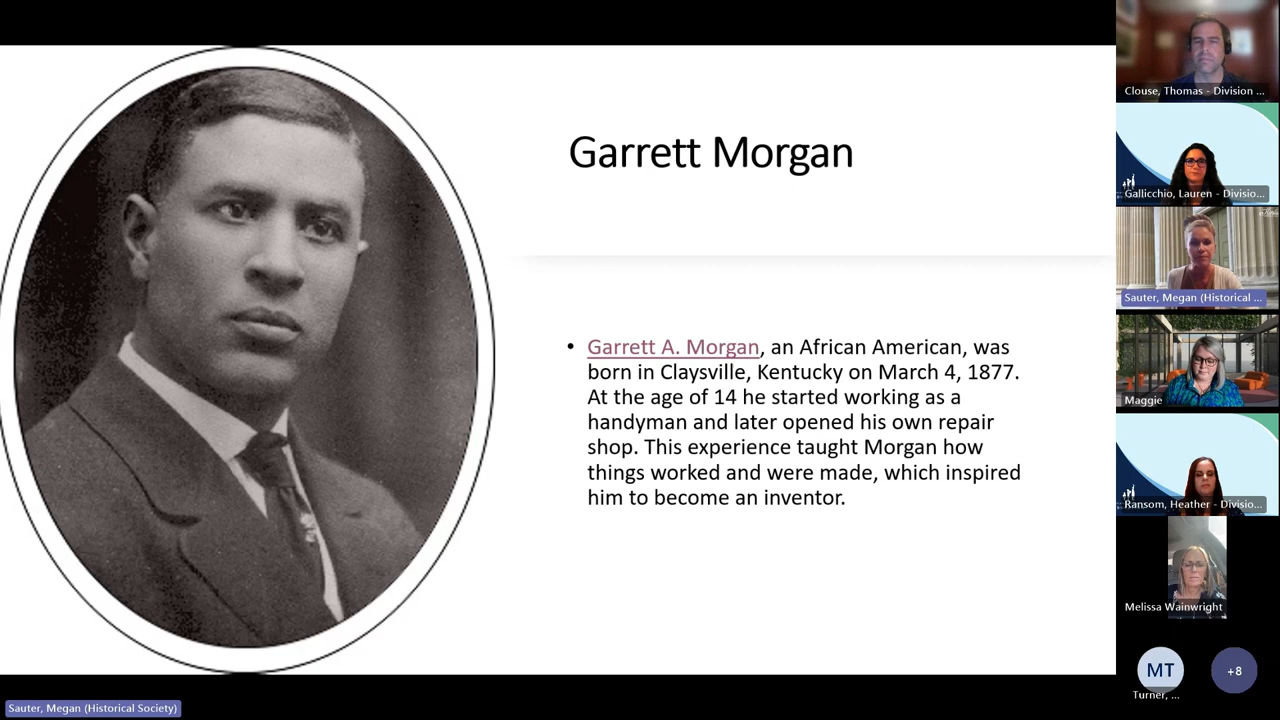 Garrett Morgan
• Garrett A. Morgan, an African American, was
born in Claysville, Kentucky on March 4, 1877.
At the age of 14 he started working as a
handyman and later opened his own repair
shop. This experience taught Morgan how
things worked and were made, which inspired
him to become an inventor.
Clouse, Thomas - Division ...
Gallicchio, Lauren - Divisio...
Sauter, Megan (Historical ...
Maggie
Ransom, Heather - Divisio...
Melissa Wainwright
MT
+8
Turner, ...
Sauter, Megan (Historical Society)